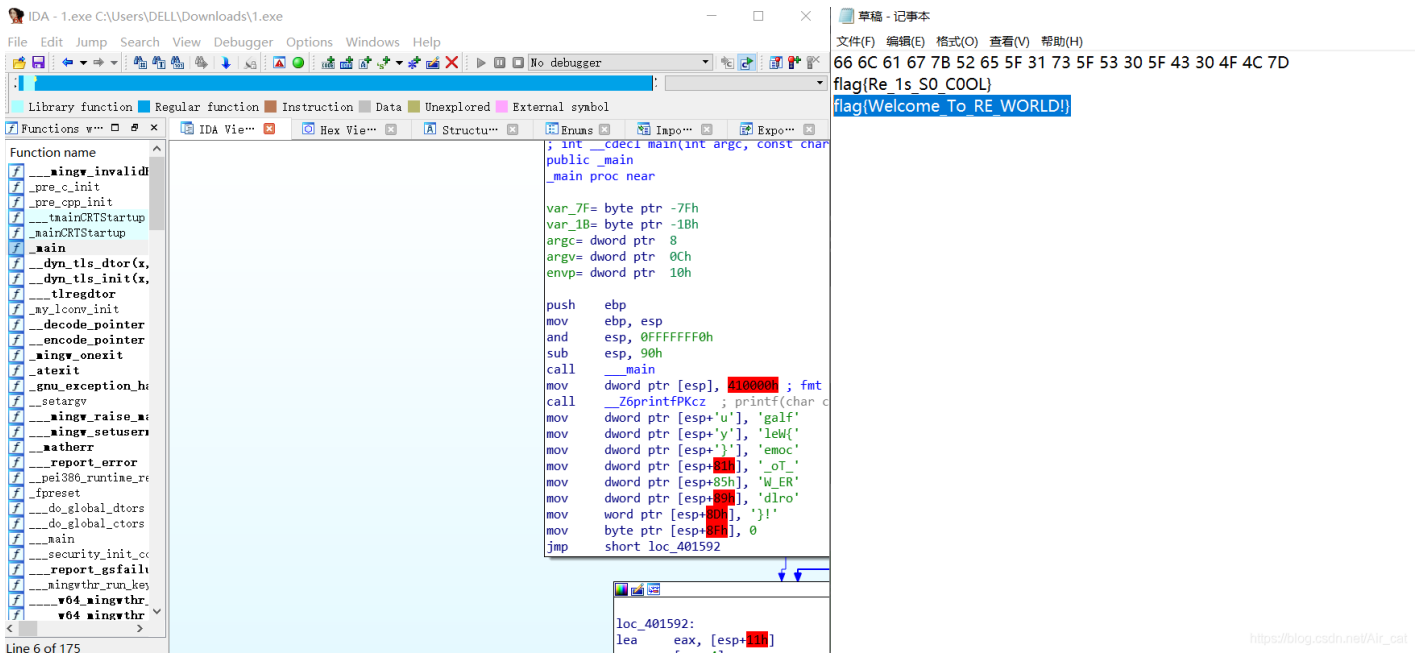 IDA - 1.exe C:\Users\DELL\Downloads\1.exe
File Edit Jump Search View Debugger Options Windows Help
No debugger
Library function Regular function Instruction Data Unexplored External symbol
Functions w… IDA Vie… Hex Vie… Structu… Enums Impo… Expo…
Function name
___mingw_invalidP
_pre_c_init
_pre_cpp_init
___tmainCRTStartup
_mainCRTStartup
_main
__dyn_tls_dtor(x,
__dyn_tls_init(x,
___tlregdtor
_my_lconv_init
__decode_pointer
__encode_pointer
_mingw_onexit
_atexit
_gnu_exception_ha
__setargv
___mingw_raise_ma
___mingw_setuserm
__matherr
___report_error
__pei386_runtime_re
_fpreset
___do_global_dtors
___do_global_ctors
___main
___security_init_co
___report_gsfailu
___mingwthr_run_key
____w64_mingwthr_
____w64_mingwthr
Line 6 of 175
; int __cdecl main(int argc, const char
public _main
_main proc near
var_7F= byte ptr -7Fh
var_1B= byte ptr -1Bh
argc= dword ptr 8
argv= dword ptr 0Ch
envp= dword ptr 10h
push ebp
mov ebp, esp
and esp, 0FFFFFFF0h
sub esp, 90h
call ___main
mov dword ptr [esp], 410000h ; fmt
call __Z6printfPKcz ; printf(char c
mov dword ptr [esp+'u'], 'galf'
mov dword ptr [esp+'y'], 'leW{'
mov dword ptr [esp+'}'], 'emoc'
mov dword ptr [esp+81h], '_oT_'
mov dword ptr [esp+85h], 'W_ER'
mov dword ptr [esp+89h], 'dlro'
mov word ptr [esp+8Dh], '}!'
mov byte ptr [esp+8Fh], 0
jmp short loc_401592
loc_401592:
lea eax, [esp+11h]
草稿 - 记事本
文件(F) 编辑(E) 格式(O) 查看(V) 帮助(H)
66 6C 61 67 7B 52 65 5F 31 73 5F 53 30 5F 43 30 4F 4C 7D
flag{Re_1s_S0_C0OL}
flag{Welcome_To_RE_WORLD!}
https://blog.csdn.net/Air_cat